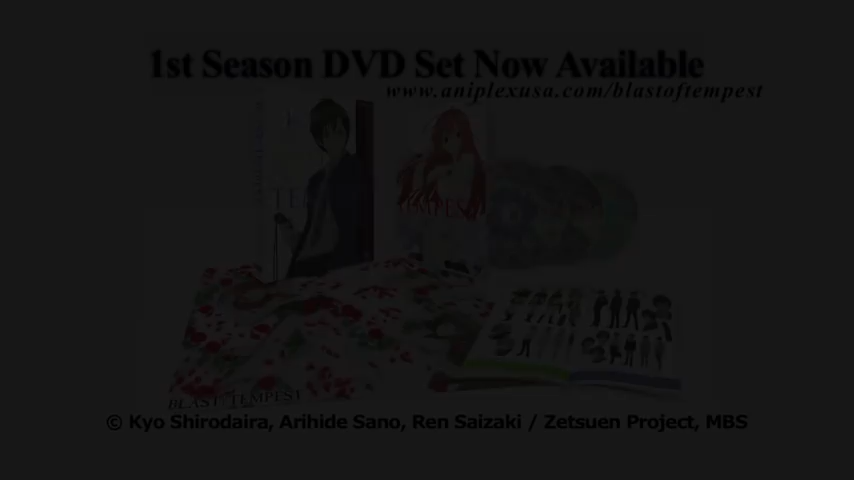 1st Season DVD Set Now Available
www.aniplexusa.com/blastoftempest
TEMPEST
BLAST OF TEMPEST
© Kyo Shirodaira, Arihide Sano, Ren Saizaki / Zetsuen Project, MBS